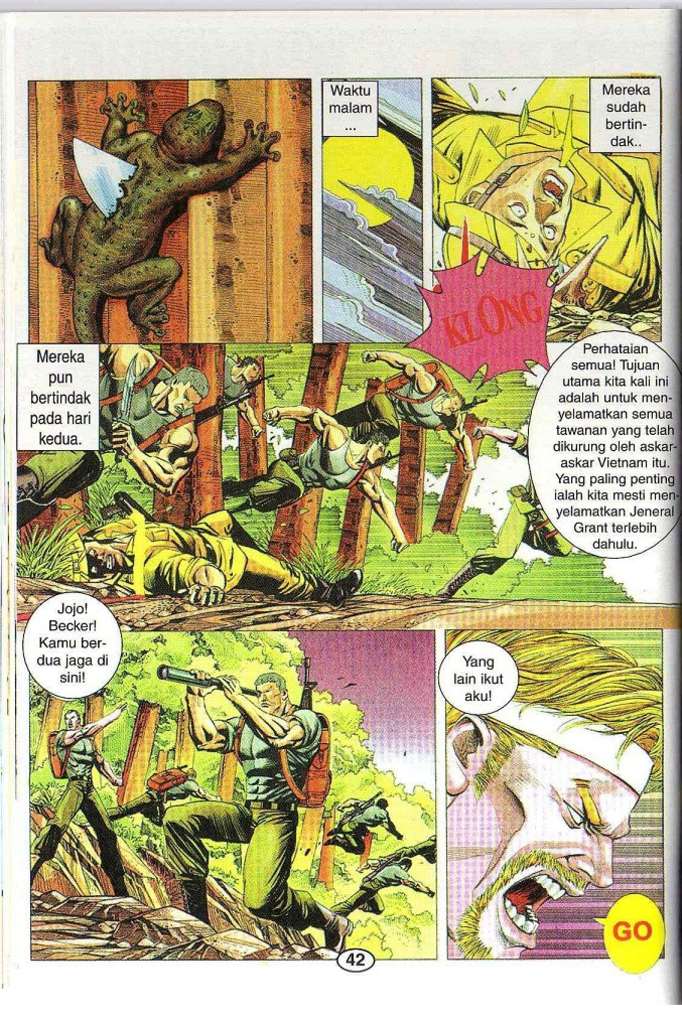 Waktu
malam
...
Mereka
sudah
bertin-
dak..
KLONG
Mereka
pun
bertindak
pada hari
kedua.
Perhataian
semua! Tujuan
utama kita kali ini
adalah untuk men-
yelamatkan semua
tawanan yang telah
dikurung oleh askar-
askar Vietnam itu.
Yang paling penting
ialah kita mesti men-
yelamatkan Jeneral
Grant terlebih
dahulu.
Jojo!
Becker!
Kamu ber-
dua jaga di
sini!
Yang
lain ikut
aku!
GO
42